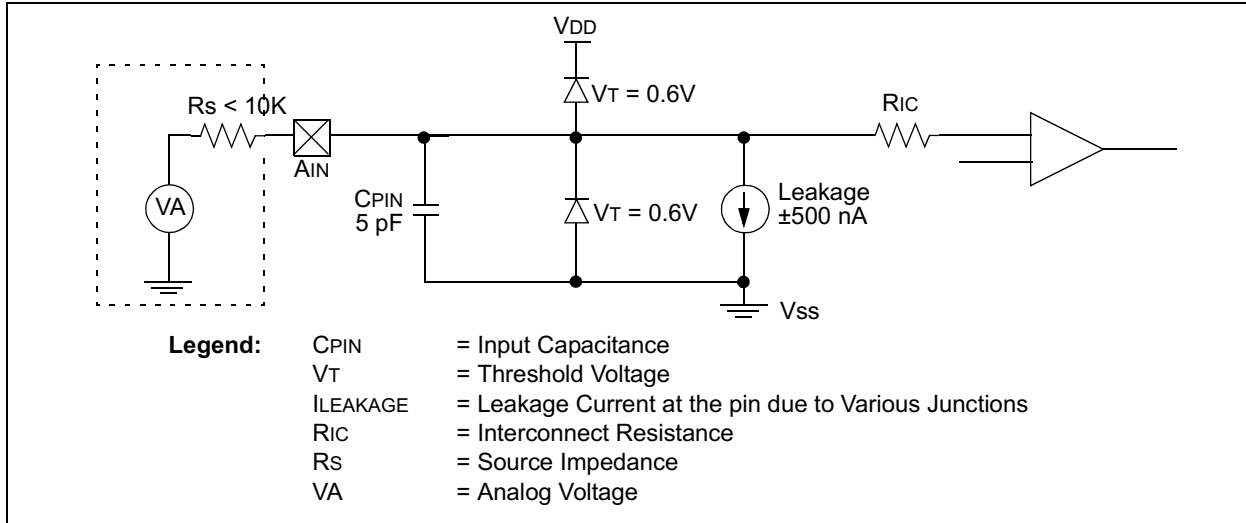 VDD
VT = 0.6V
RS < 10K
RIC
AIN
VA
CPIN
5 pF
VT = 0.6V
Leakage
±500 nA
VSS
Legend:
CPIN = Input Capacitance
VT = Threshold Voltage
ILEAKAGE = Leakage Current at the pin due to Various Junctions
RIC = Interconnect Resistance
RS = Source Impedance
VA = Analog Voltage